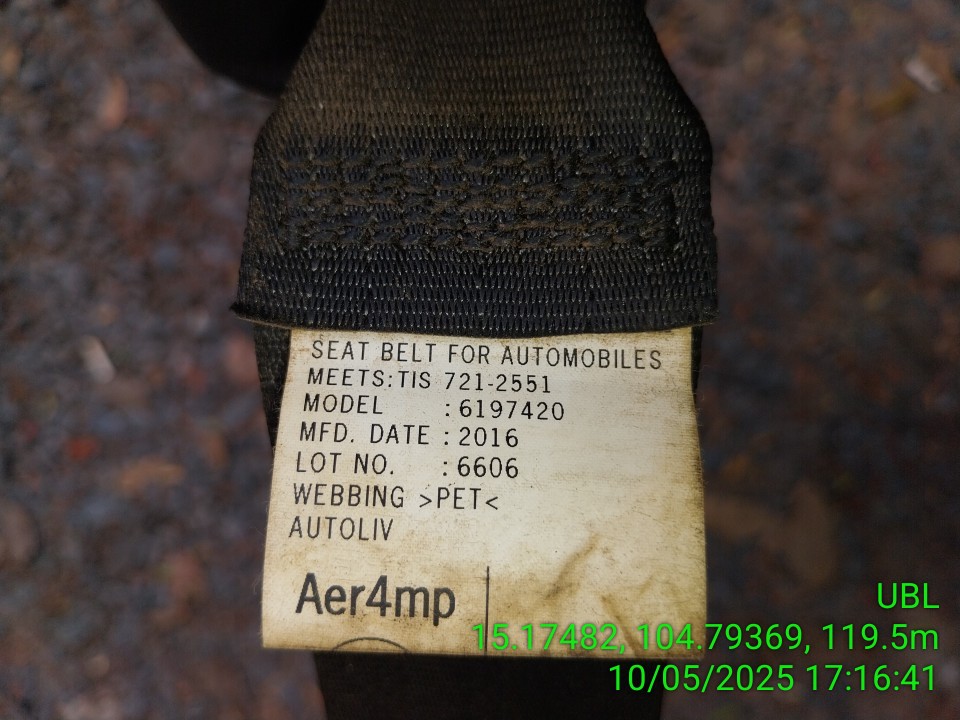 SEAT BELT FOR AUTOMOBILES
MEETS:TIS 721-2551
MODEL :6197420
MFD. DATE : 2016
LOT NO. :6606
WEBBING >PET<
AUTOLIV
Aer4mp
UBL
15.17482, 104.79369, 119.5m
10/05/2025 17:16:41